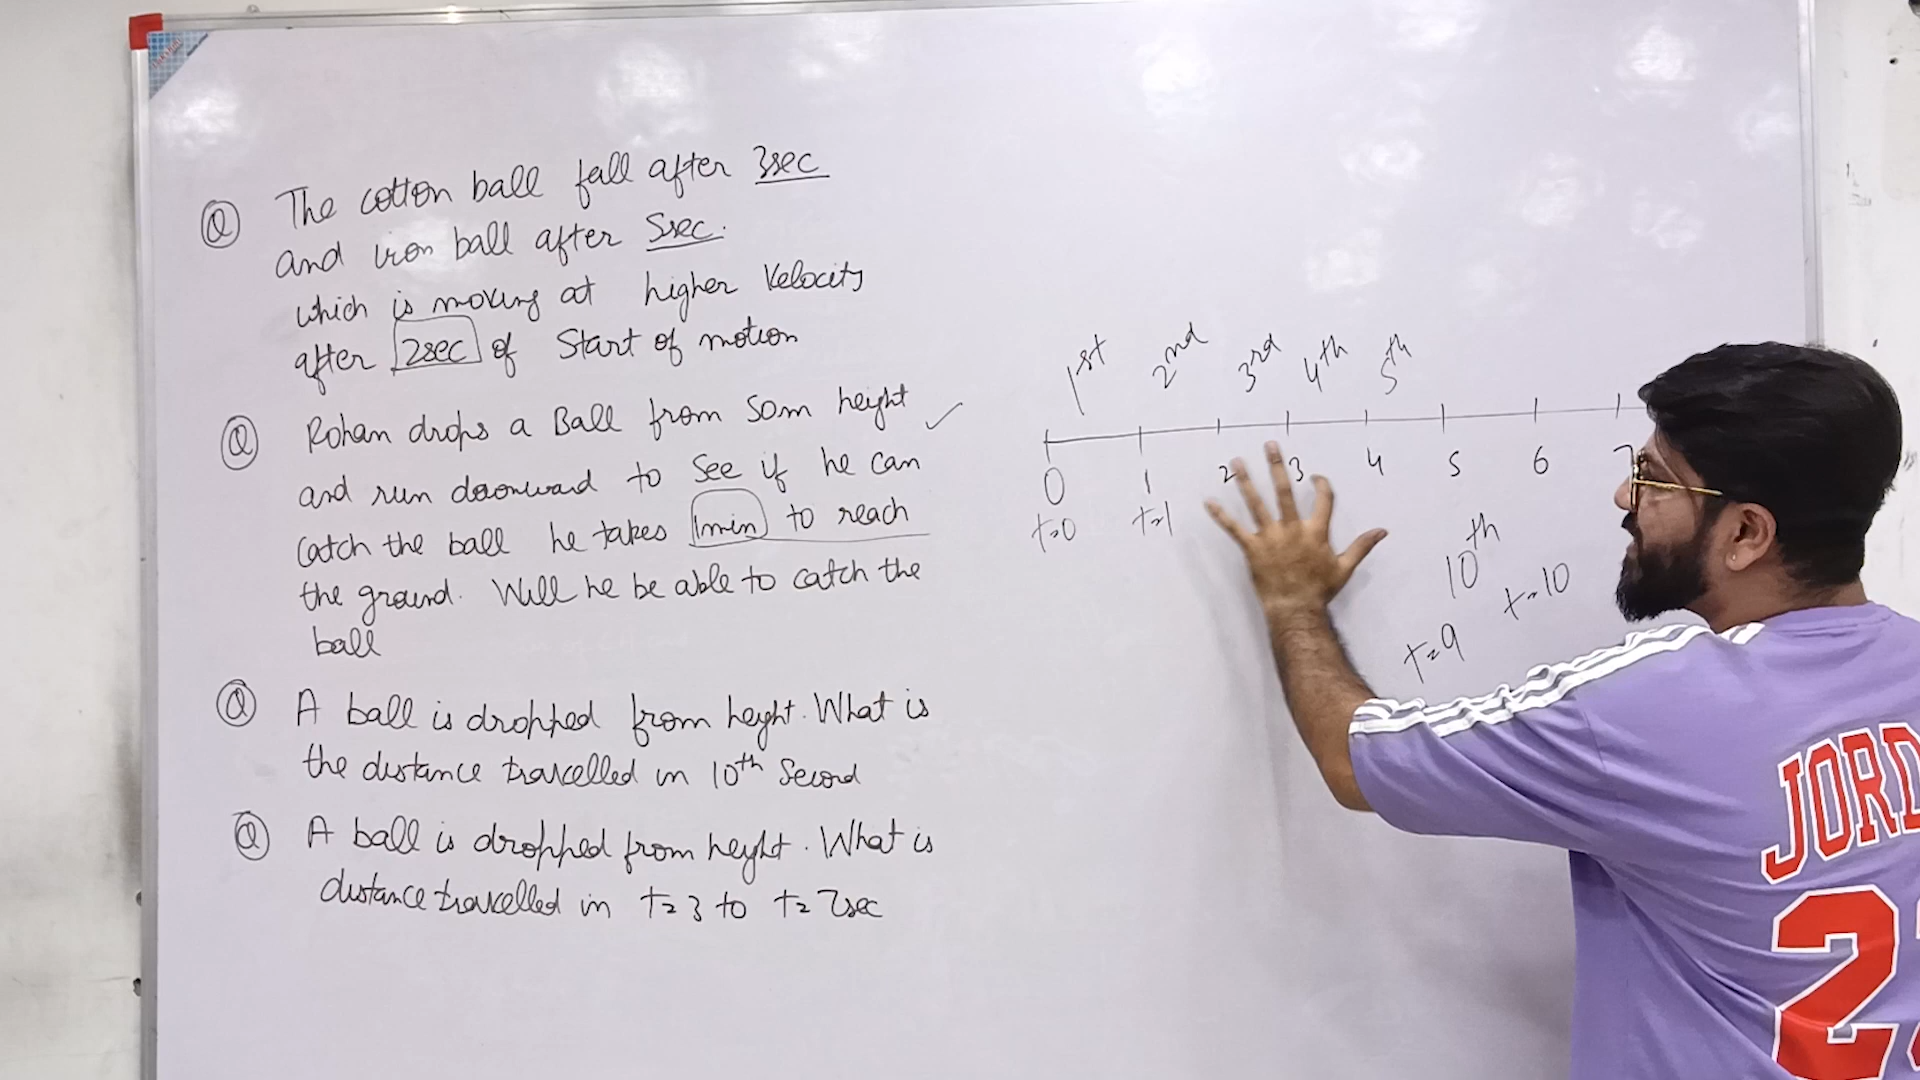 Q The cotton ball fall after 3sec
and iron ball after 5sec.
which is moving at higher velocity
after 2sec of start of motion
Q Rohan drops a Ball from 50m height ✓
and run downward to see if he can
catch the ball he takes 1min to reach
the ground. Will he be able to catch the
ball
Q A ball is dropped from height. What is
the distance travelled in 10th second
Q A ball is dropped from height. What is
distance travelled in t=3 to t=7sec
1st 2nd 3rd 4th 5th
0 1 2 3 4 5 6 7
t=0 t=1
10th
t=9 t=10
JORD
2